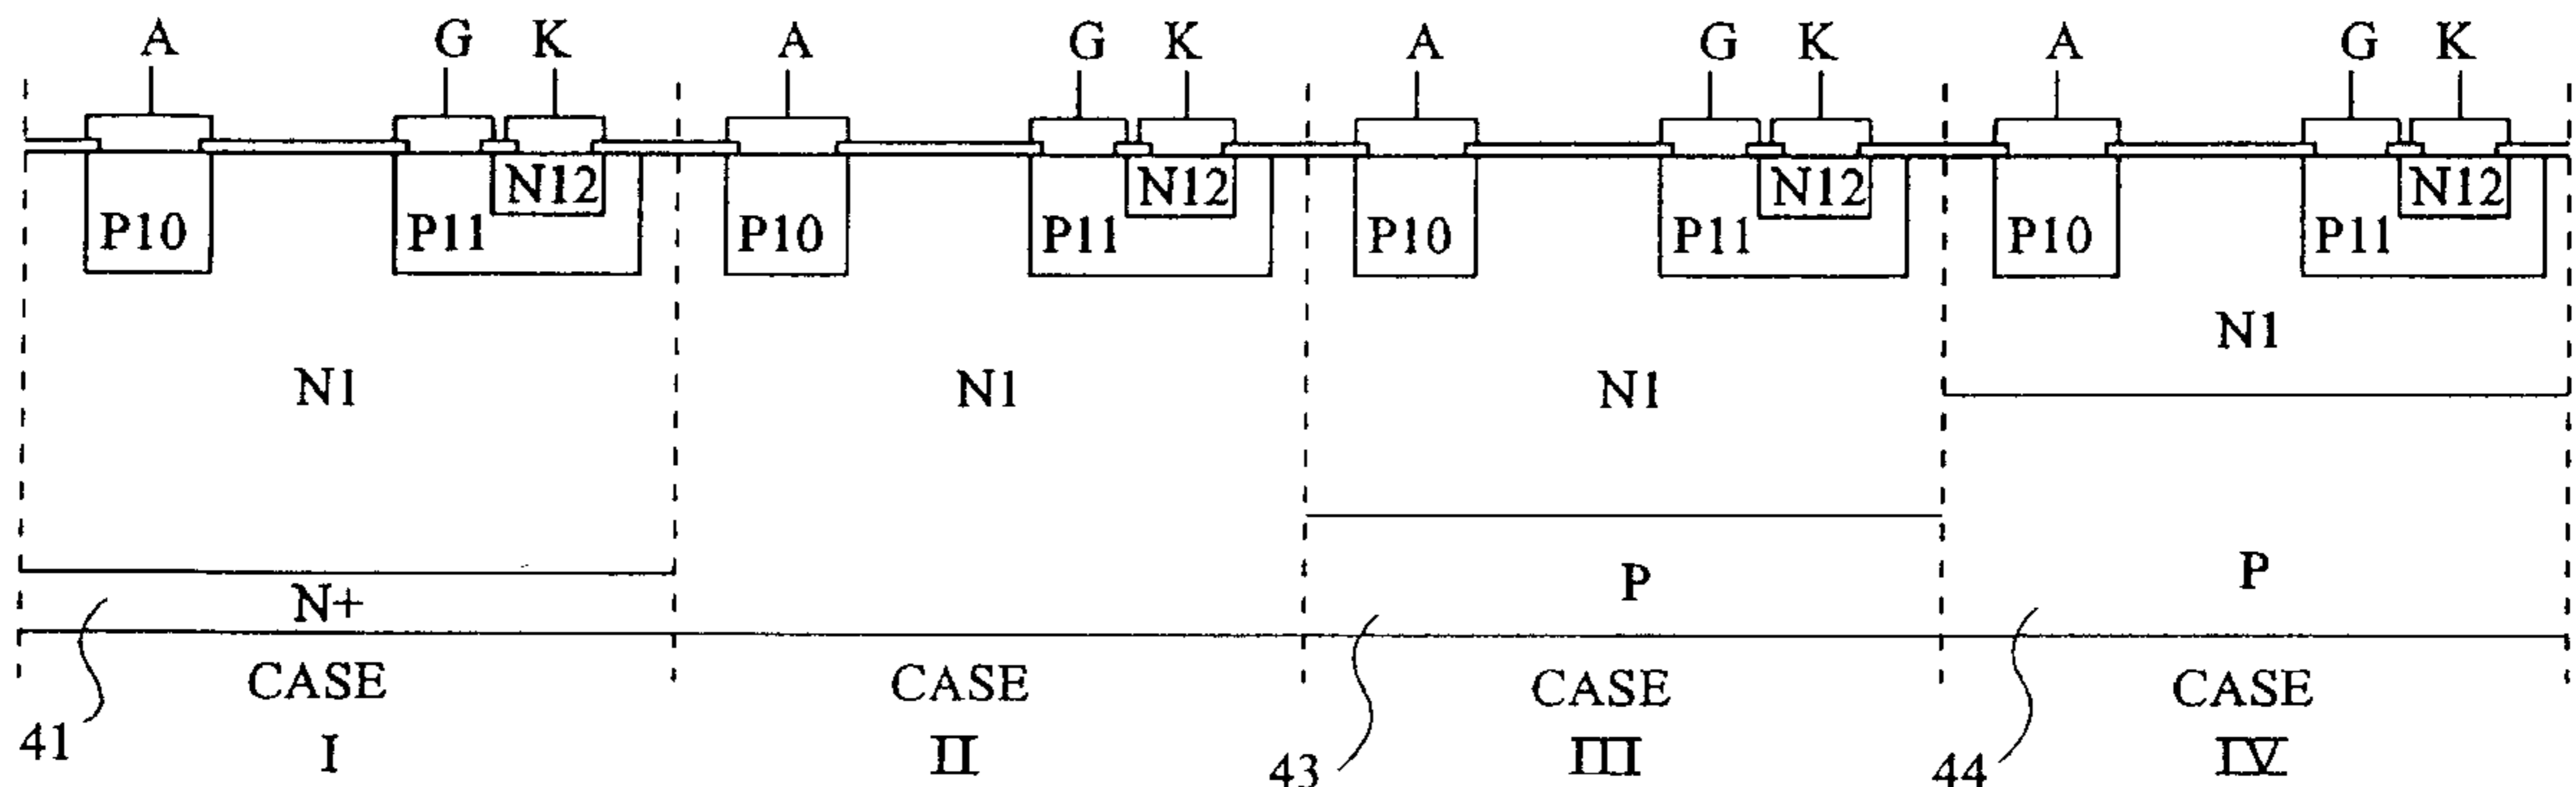 A G K A G K A G K A G K
N12 N12 N12 N12
P10 P11 P10 P11 P10 P11 P10 P11
N1
N1 N1 N1
P P
N+
CASE CASE CASE CASE
41 I II 43 III 44 IV